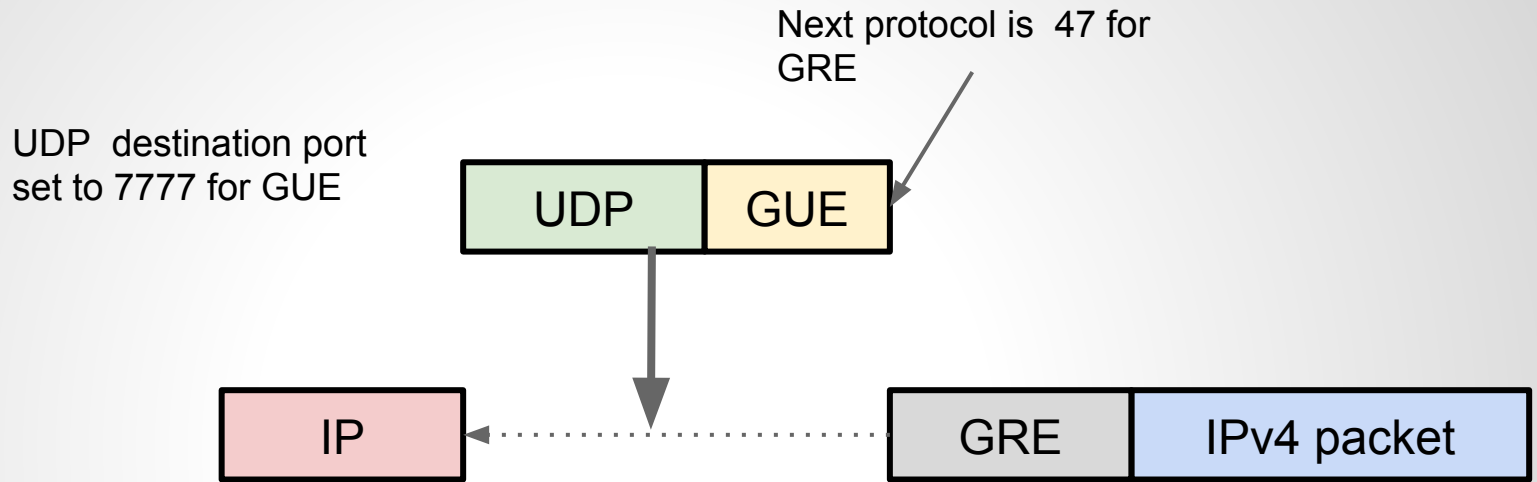 Next protocol is  47 for
GRE
UDP  destination port
set to 7777 for GUE
UDP GUE
IP GRE IPv4 packet